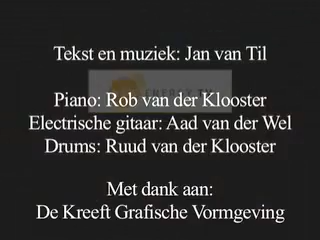 Tekst en muziek: Jan van Til
Piano: Rob van der Klooster
Electrische gitaar: Aad van der Wel
Drums: Ruud van der Klooster
Met dank aan:
De Kreeft Grafische Vormgeving